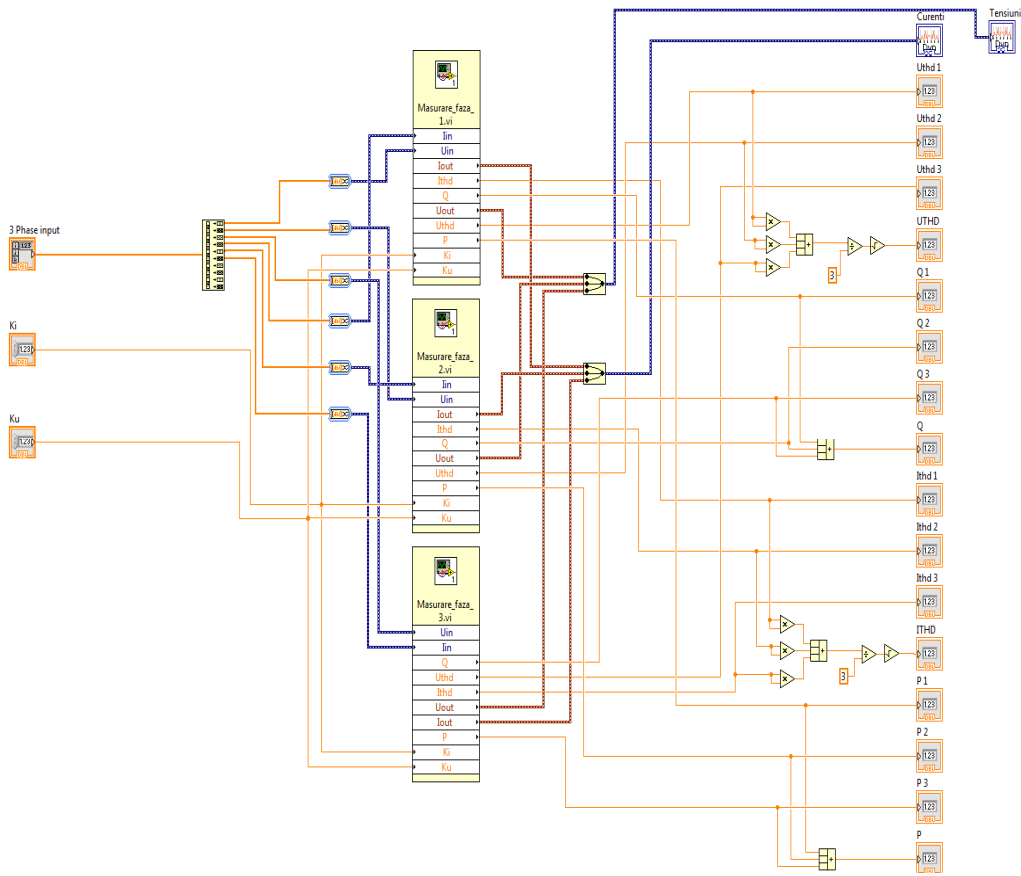 Curenti
Tensiuni
Uthd 1
Uthd 2
Uthd 3
UTHD
Q 1
Q 2
Q 3
Q
Ithd 1
Ithd 2
Ithd 3
ITHD
P 1
P 2
P 3
P
3 Phase input
Ki
Ku
Masurare_faza_
1.vi
Iin
Uin
Iout
Ithd
Q
Uout
Uthd
P
Ki
Ku
Masurare_faza_
2.vi
Iin
Uin
Iout
Ithd
Q
Uout
Uthd
P
Ki
Ku
Masurare_faza_
3.vi
Uin
Iin
Q
Uthd
Ithd
Uout
Iout
P
Ki
Ku
3
3